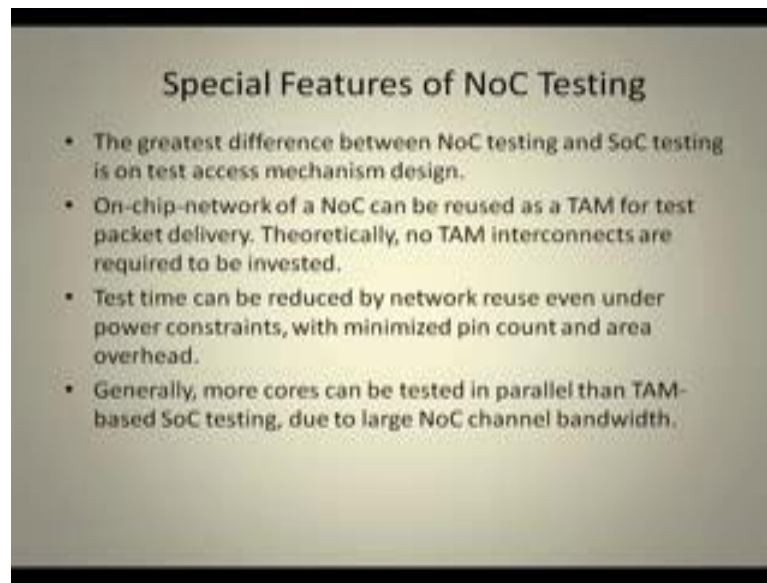 Special Features of NoC Testing
• The greatest difference between NoC testing and SoC testing
is on test access mechanism design.
• On-chip-network of a NoC can be reused as a TAM for test
packet delivery. Theoretically, no TAM interconnects are
required to be invested.
• Test time can be reduced by network reuse even under
power constraints, with minimized pin count and area
overhead.
• Generally, more cores can be tested in parallel than TAM-
based SoC testing, due to large NoC channel bandwidth.